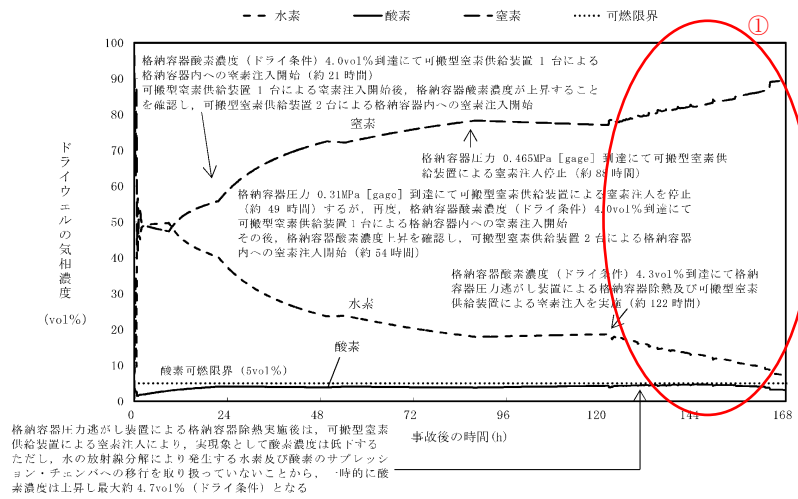 水素 酸素 窒素 可燃限界
①
100
90
80
70
60
50
40
30
20
10
0
ドライウェルの気相濃度
(vol%)
格納容器酸素濃度（ドライ条件）4.0vol%到達にて可搬型窒素供給装置１台による
格納容器内への窒素注入開始（約21時間）
可搬型窒素供給装置１台による窒素注入開始後，格納容器酸素濃度が上昇すること
を確認し，可搬型窒素供給装置２台による格納容器内への窒素注入開始
窒素
格納容器圧力 0.465MPa［gage］到達にて可搬型窒素供
給装置による窒素注入停止（約88時間）
格納容器圧力 0.31MPa［gage］到達にて可搬型窒素供給装置による窒素注入を停止
（約49時間）するが，再度，格納容器酸素濃度（ドライ条件）4.0vol%到達にて
可搬型窒素供給装置１台による格納容器内への窒素注入開始
その後，格納容器酸素濃度上昇を確認し，可搬型窒素供給装置２台による格納容器
内への窒素注入開始（約54時間）
格納容器酸素濃度（ドライ条件）4.3vol%到達にて格納
容器圧力逃がし装置による格納容器除熱及び可搬型窒素
供給装置による窒素注入を実施（約122時間）
水素
酸素
酸素可燃限界（5vol%）
0 24 48 72 96 120 144 168
事故後の時間(h)
格納容器圧力逃がし装置による格納容器除熱実施後は，可搬型窒素
供給装置による窒素注入により，実現象として酸素濃度は低下する
ただし，水の放射線分解により発生する水素及び酸素のサプレッシ
ョン・チェンバへの移行を取り扱っていないことから，一時的に酸
素濃度は上昇し最大約4.7vol%（ドライ条件）となる